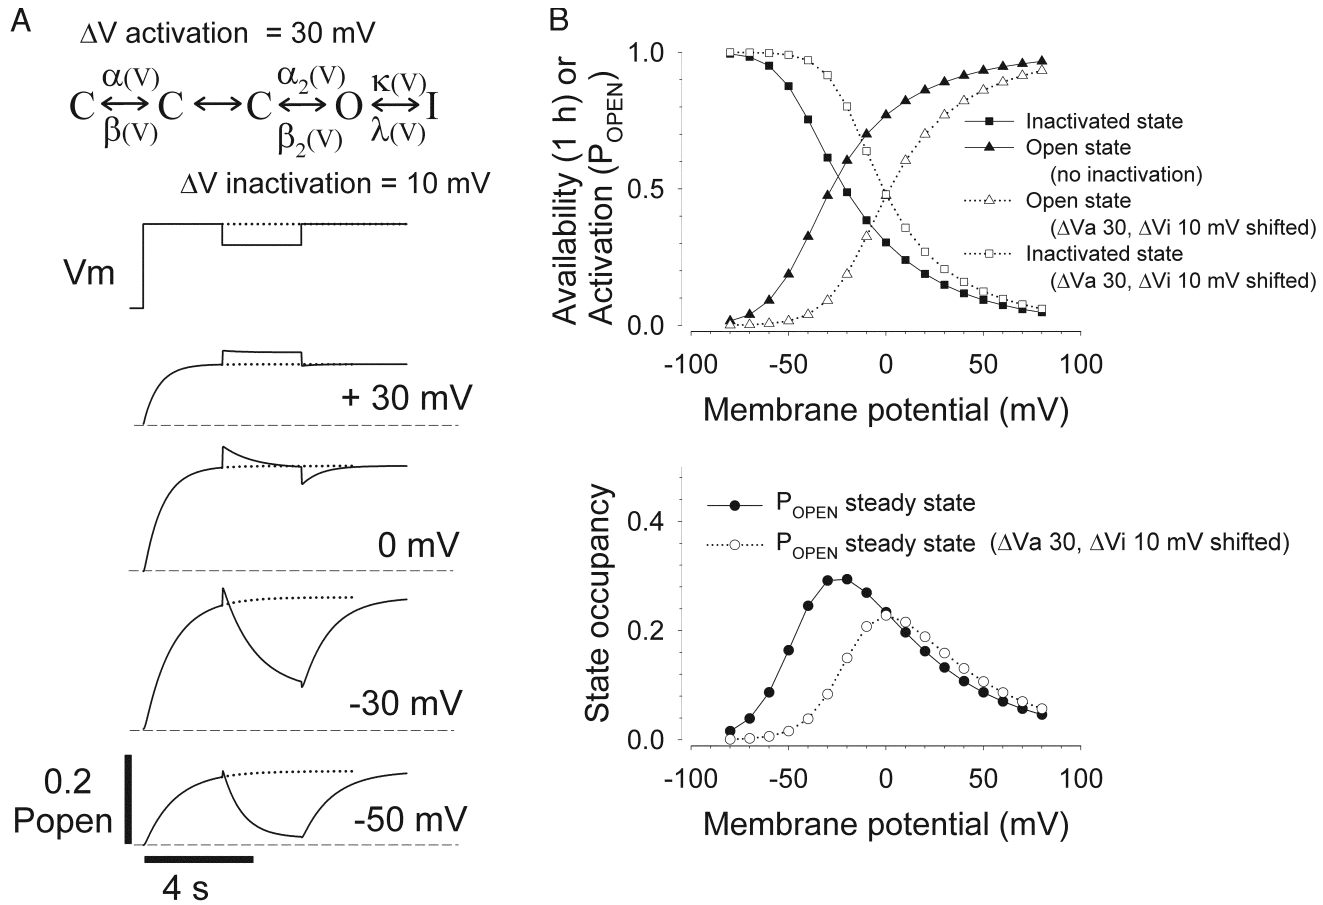 A
ΔV activation = 30 mV
α(V) α2(V) κ(V)
C C C O I
β(V) β2(V) λ(V)
ΔV inactivation = 10 mV
Vm
+ 30 mV
0 mV
-30 mV
-50 mV
0.2
Popen
4 s
B
Availability (1 h) or
Activation (POPEN)
1.0
0.5
0.0
-100 -50 0 50 100
Membrane potential (mV)
Inactivated state
Open state
(no inactivation)
Open state
(ΔVa 30, ΔVi 10 mV shifted)
Inactivated state
(ΔVa 30, ΔVi 10 mV shifted)
State occupancy
0.4
0.2
0.0
POPEN steady state
POPEN steady state (ΔVa 30, ΔVi 10 mV shifted)
-100 -50 0 50 100
Membrane potential (mV)